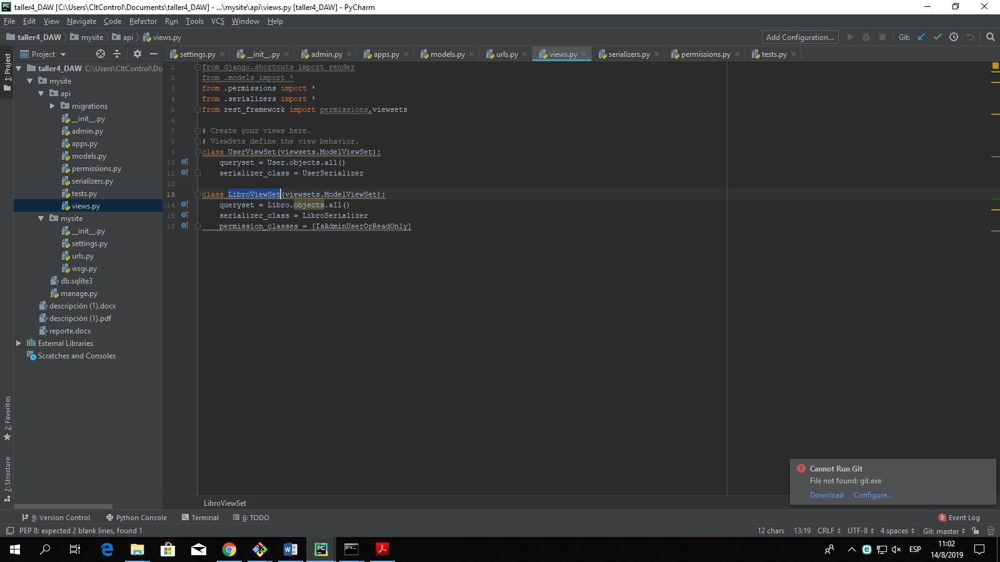 taller4_DAW [C:\Users\CltControl\Documents\taller4_DAW] - ...\mysite\api\views.py [taller4_DAW] - PyCharm
File Edit View Navigate Code Refactor Run Tools VCS Window Help
taller4_DAW mysite api views.py
Add Configuration... Git:
Project
settings.py __init__.py admin.py apps.py models.py urls.py views.py serializers.py permissions.py tests.py
1: Project
taller4_DAW C:\Users\CltControl\Do
mysite
api
migrations
__init__.py
admin.py
apps.py
models.py
permissions.py
serializers.py
tests.py
views.py
mysite
__init__.py
settings.py
urls.py
wsgi.py
db.sqlite3
manage.py
descripción (1).docx
descripción (1).pdf
reporte.docx
External Libraries
Scratches and Consoles
2: Favorites
7: Structure
1 from django.shortcuts import render
2 from .models import *
3 from .permissions import *
4 from .serializers import *
5 from rest_framework import permissions,viewsets
6
7 # Create your views here.
8 # ViewSets define the view behavior.
9 class UserViewSet(viewsets.ModelViewSet):
10 queryset = User.objects.all()
11 serializer_class = UserSerializer
12
13 class LibroViewSet(viewsets.ModelViewSet):
14 queryset = Libro.objects.all()
15 serializer_class = LibroSerializer
16 permission_classes = [IsAdminUserOrReadOnly]
Cannot Run Git
File not found: git.exe
Download Configure...
LibroViewSet
9: Version Control Python Console Terminal 6: TODO
3 Event Log
PEP 8: expected 2 blank lines, found 1
12 chars 13:19 CRLF UTF-8 4 spaces Git: master
ESP
11:02
14/8/2019